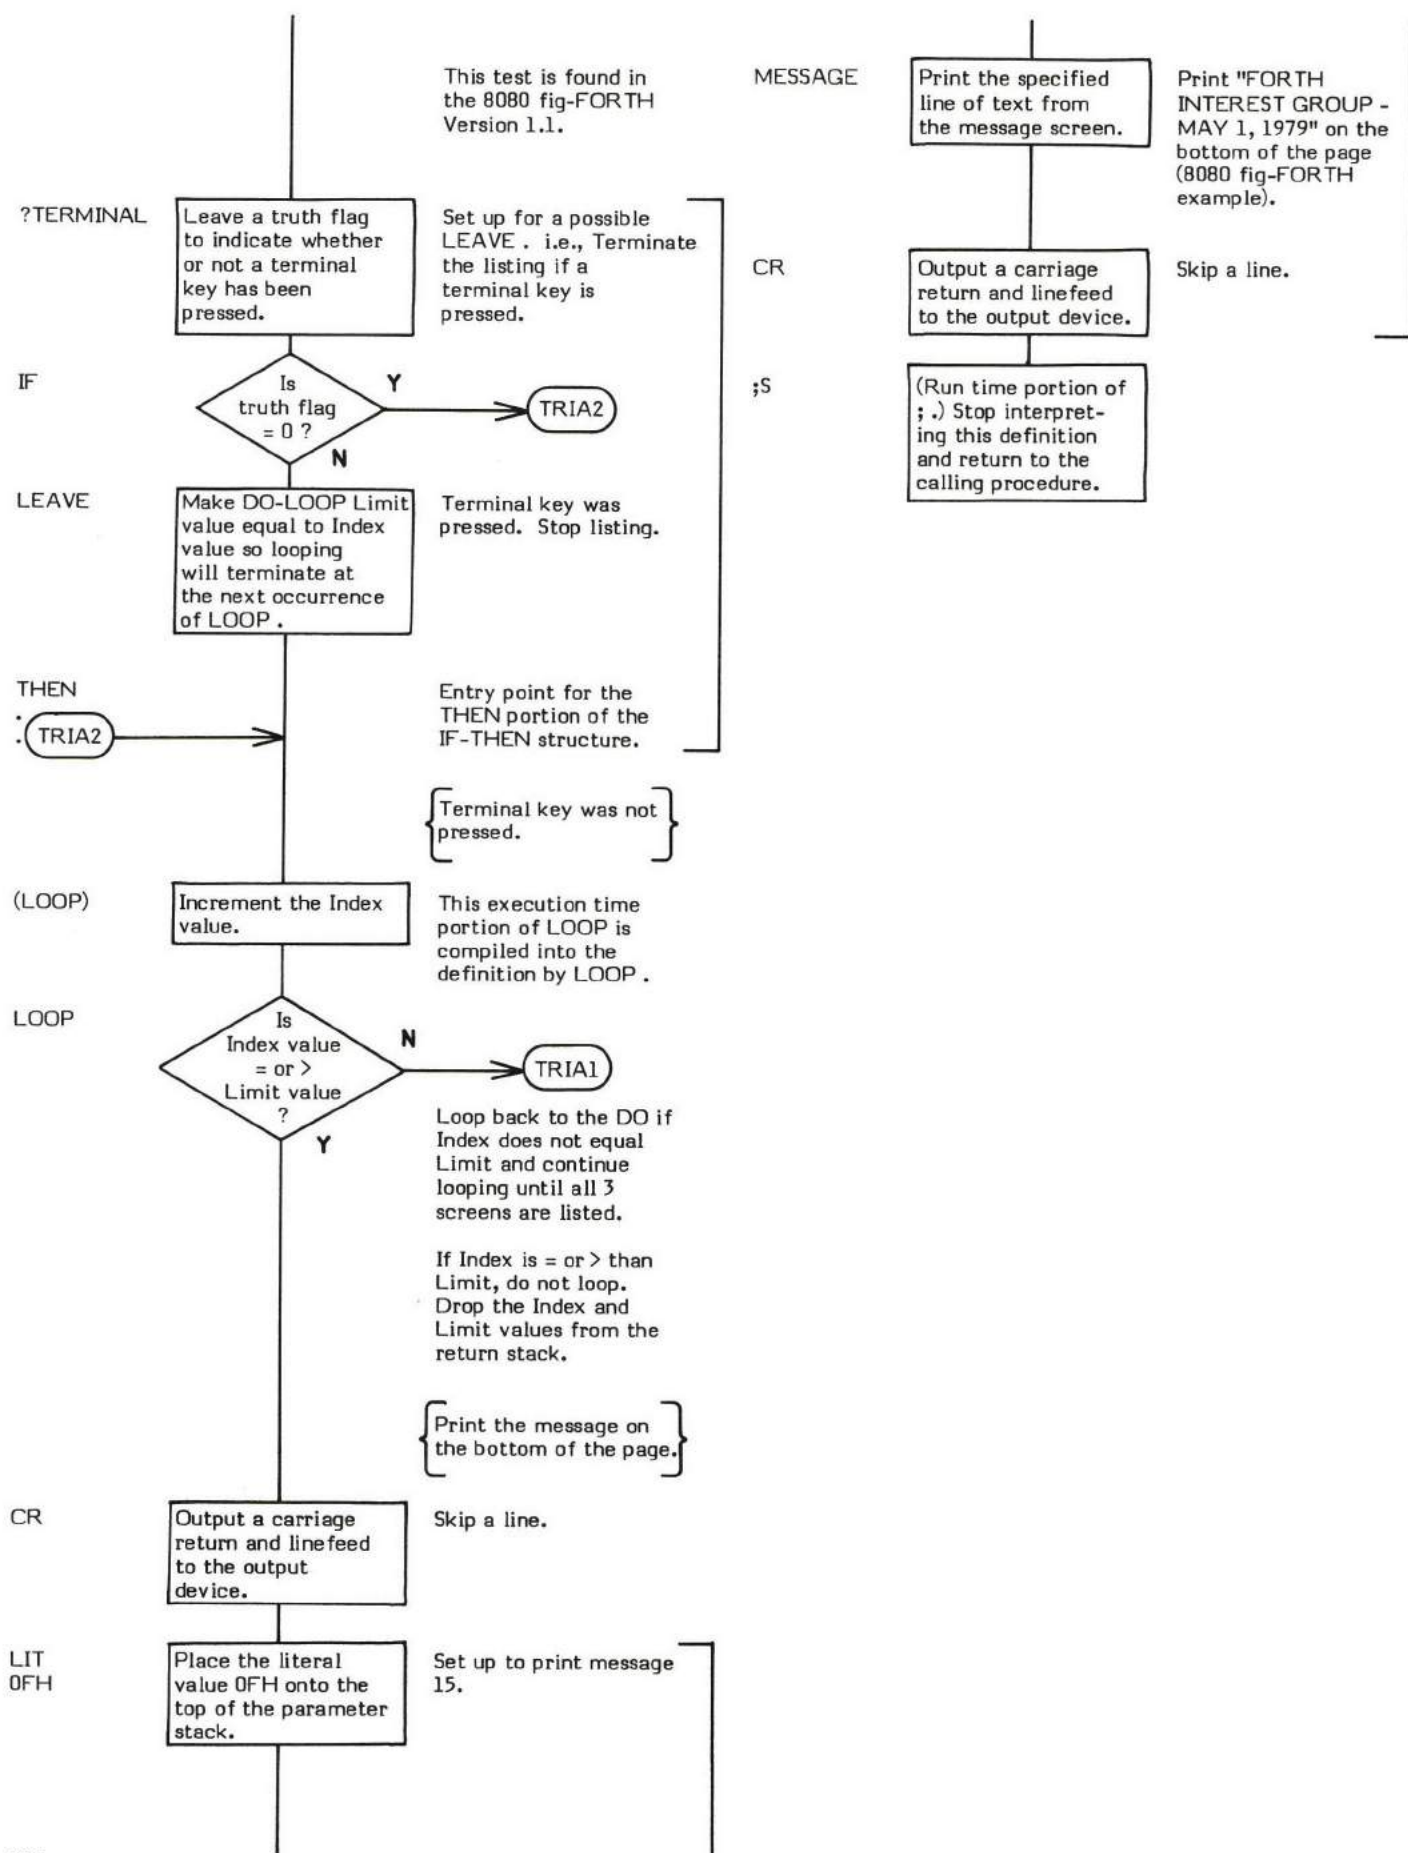 This test is found in
the 8080 fig-FORTH
Version 1.1.
?TERMINAL
Leave a truth flag
to indicate whether
or not a terminal
key has been
pressed.
Set up for a possible
LEAVE . i.e., Terminate
the listing if a
terminal key is
pressed.
IF
Is
truth flag
= 0 ?
Y
TRIA2
N
LEAVE
Make DO-LOOP Limit
value equal to Index
value so looping
will terminate at
the next occurrence
of LOOP .
Terminal key was
pressed. Stop listing.
THEN
:
TRIA2
Entry point for the
THEN portion of the
IF-THEN structure.
Terminal key was not
pressed.
(LOOP)
Increment the Index
value.
This execution time
portion of LOOP is
compiled into the
definition by LOOP .
LOOP
Is
Index value
= or >
Limit value
?
N
TRIA1
Y
Loop back to the DO if
Index does not equal
Limit and continue
looping until all 3
screens are listed.
If Index is = or > than
Limit, do not loop.
Drop the Index and
Limit values from the
return stack.
Print the message on
the bottom of the page.
CR
Output a carriage
return and linefeed
to the output
device.
Skip a line.
LIT
0FH
Place the literal
value 0FH onto the
top of the parameter
stack.
Set up to print message
15.
MESSAGE
Print the specified
line of text from
the message screen.
Print "FORTH
INTEREST GROUP -
MAY 1, 1979" on the
bottom of the page
(8080 fig-FORTH
example).
CR
Output a carriage
return and linefeed
to the output device.
Skip a line.
;S
(Run time portion of
; .) Stop interpret-
ing this definition
and return to the
calling procedure.